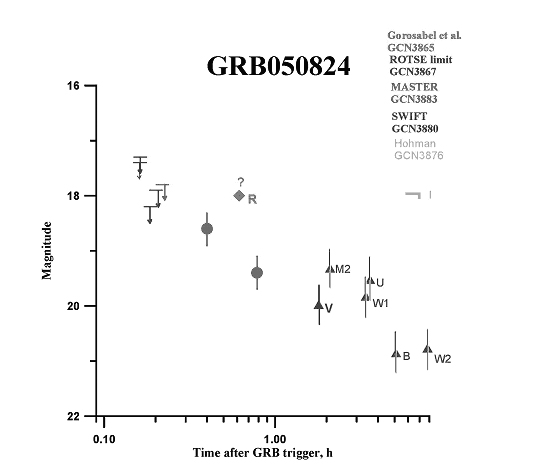 Gorosabel et al.
GCN3865
ROTSE limit
GCN3867
GRB050824
MASTER
GCN3883
SWIFT
GCN3880
Hohman
GCN3876
16
?
18
R
Magnitude
M2
U
W1
20
V
B
W2
22
0.10
1.00
Time after GRB trigger, h